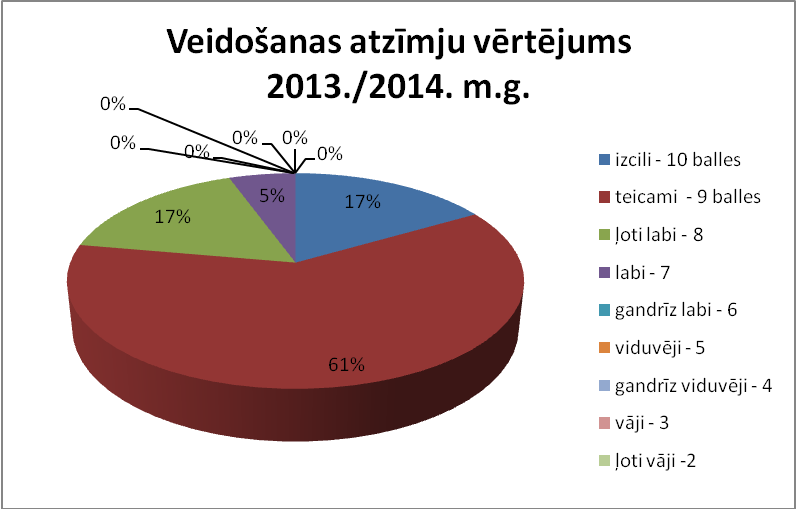 Veidošanas atzīmju vērtējums
2013./2014. m.g.
0%
0%
0%
0%
0%
0%
17%
61%
17%
5%
izcili - 10 balles
teicami - 9 balles
ļoti labi - 8
labi - 7
gandrīz labi - 6
viduvēji - 5
gandrīz viduvēji - 4
vāji - 3
ļoti vāji -2